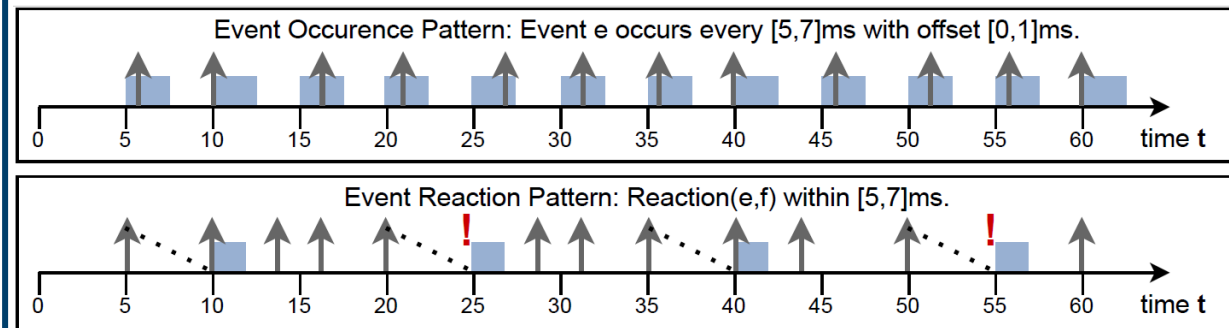 Event Occurence Pattern: Event e occurs every [5,7]ms with offset [0,1]ms.
0 5 10 15 20 25 30 35 40 45 50 55 60 time t
Event Reaction Pattern: Reaction(e,f) within [5,7]ms.
! !
0 5 10 15 20 25 30 35 40 45 50 55 60 time t